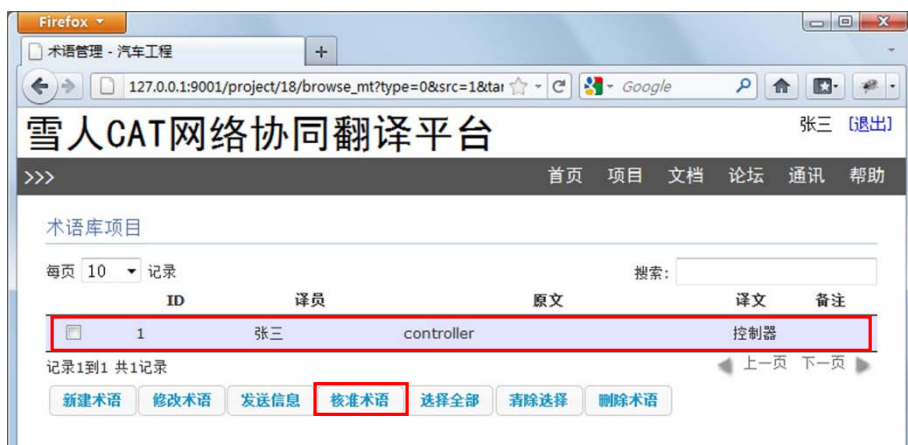 Firefox
术语管理 - 汽车工程
127.0.0.1:9001/project/18/browse_mt?type=0&src=1&tar
Google
雪人CAT网络协同翻译平台
张三 [退出]
>>> 首页 项目 文档 论坛 通讯 帮助
术语库项目
每页 10 记录 搜索:
ID 译员 原文 译文 备注
1 张三 controller 控制器
记录1到1 共1记录 上一页 下一页
新建术语 修改术语 发送信息 核准术语 选择全部 清除选择 删除术语